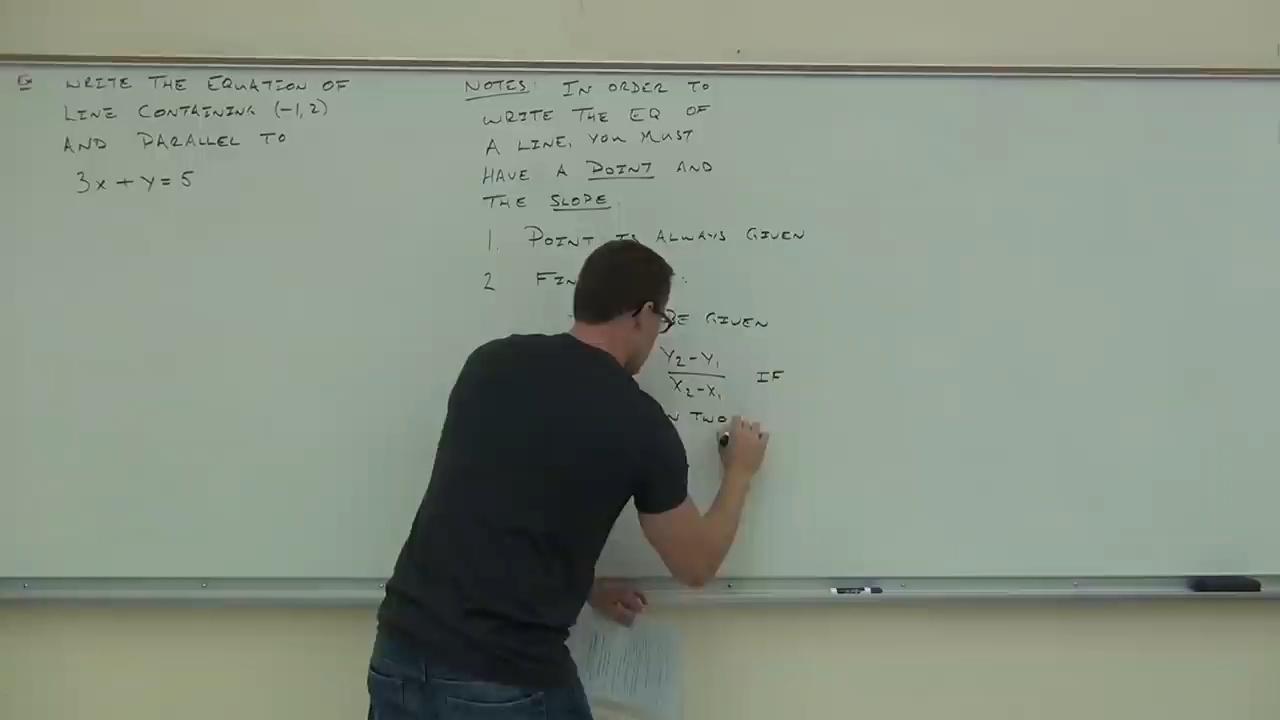 Ex WRITE THE EQUATION OF
LINE CONTAINING (-1,2)
AND PARALLEL TO
3x + y = 5
NOTES: IN ORDER TO
WRITE THE EQ OF
A LINE, YOU MUST
HAVE A POINT AND
THE SLOPE.
1. POINT IS ALWAYS GIVEN
2 :
BE GIVEN
y₂-y₁
x₂-x₁ IF
TWO